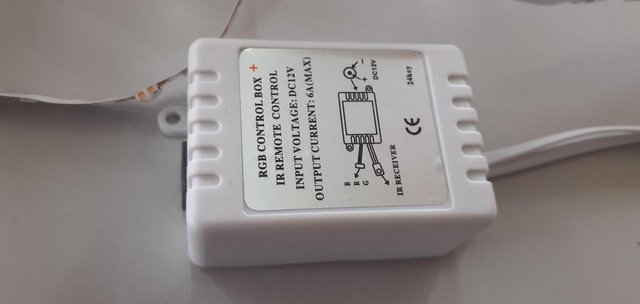 RGB CONTROL BOX +
IR REMOTE CONTROL
INPUT VOLTAGE: DC12V
OUTPUT CURRENT: 6A(MAX)
+ −
DC12V
24key
B
R
G
IR RECEIVER
CE